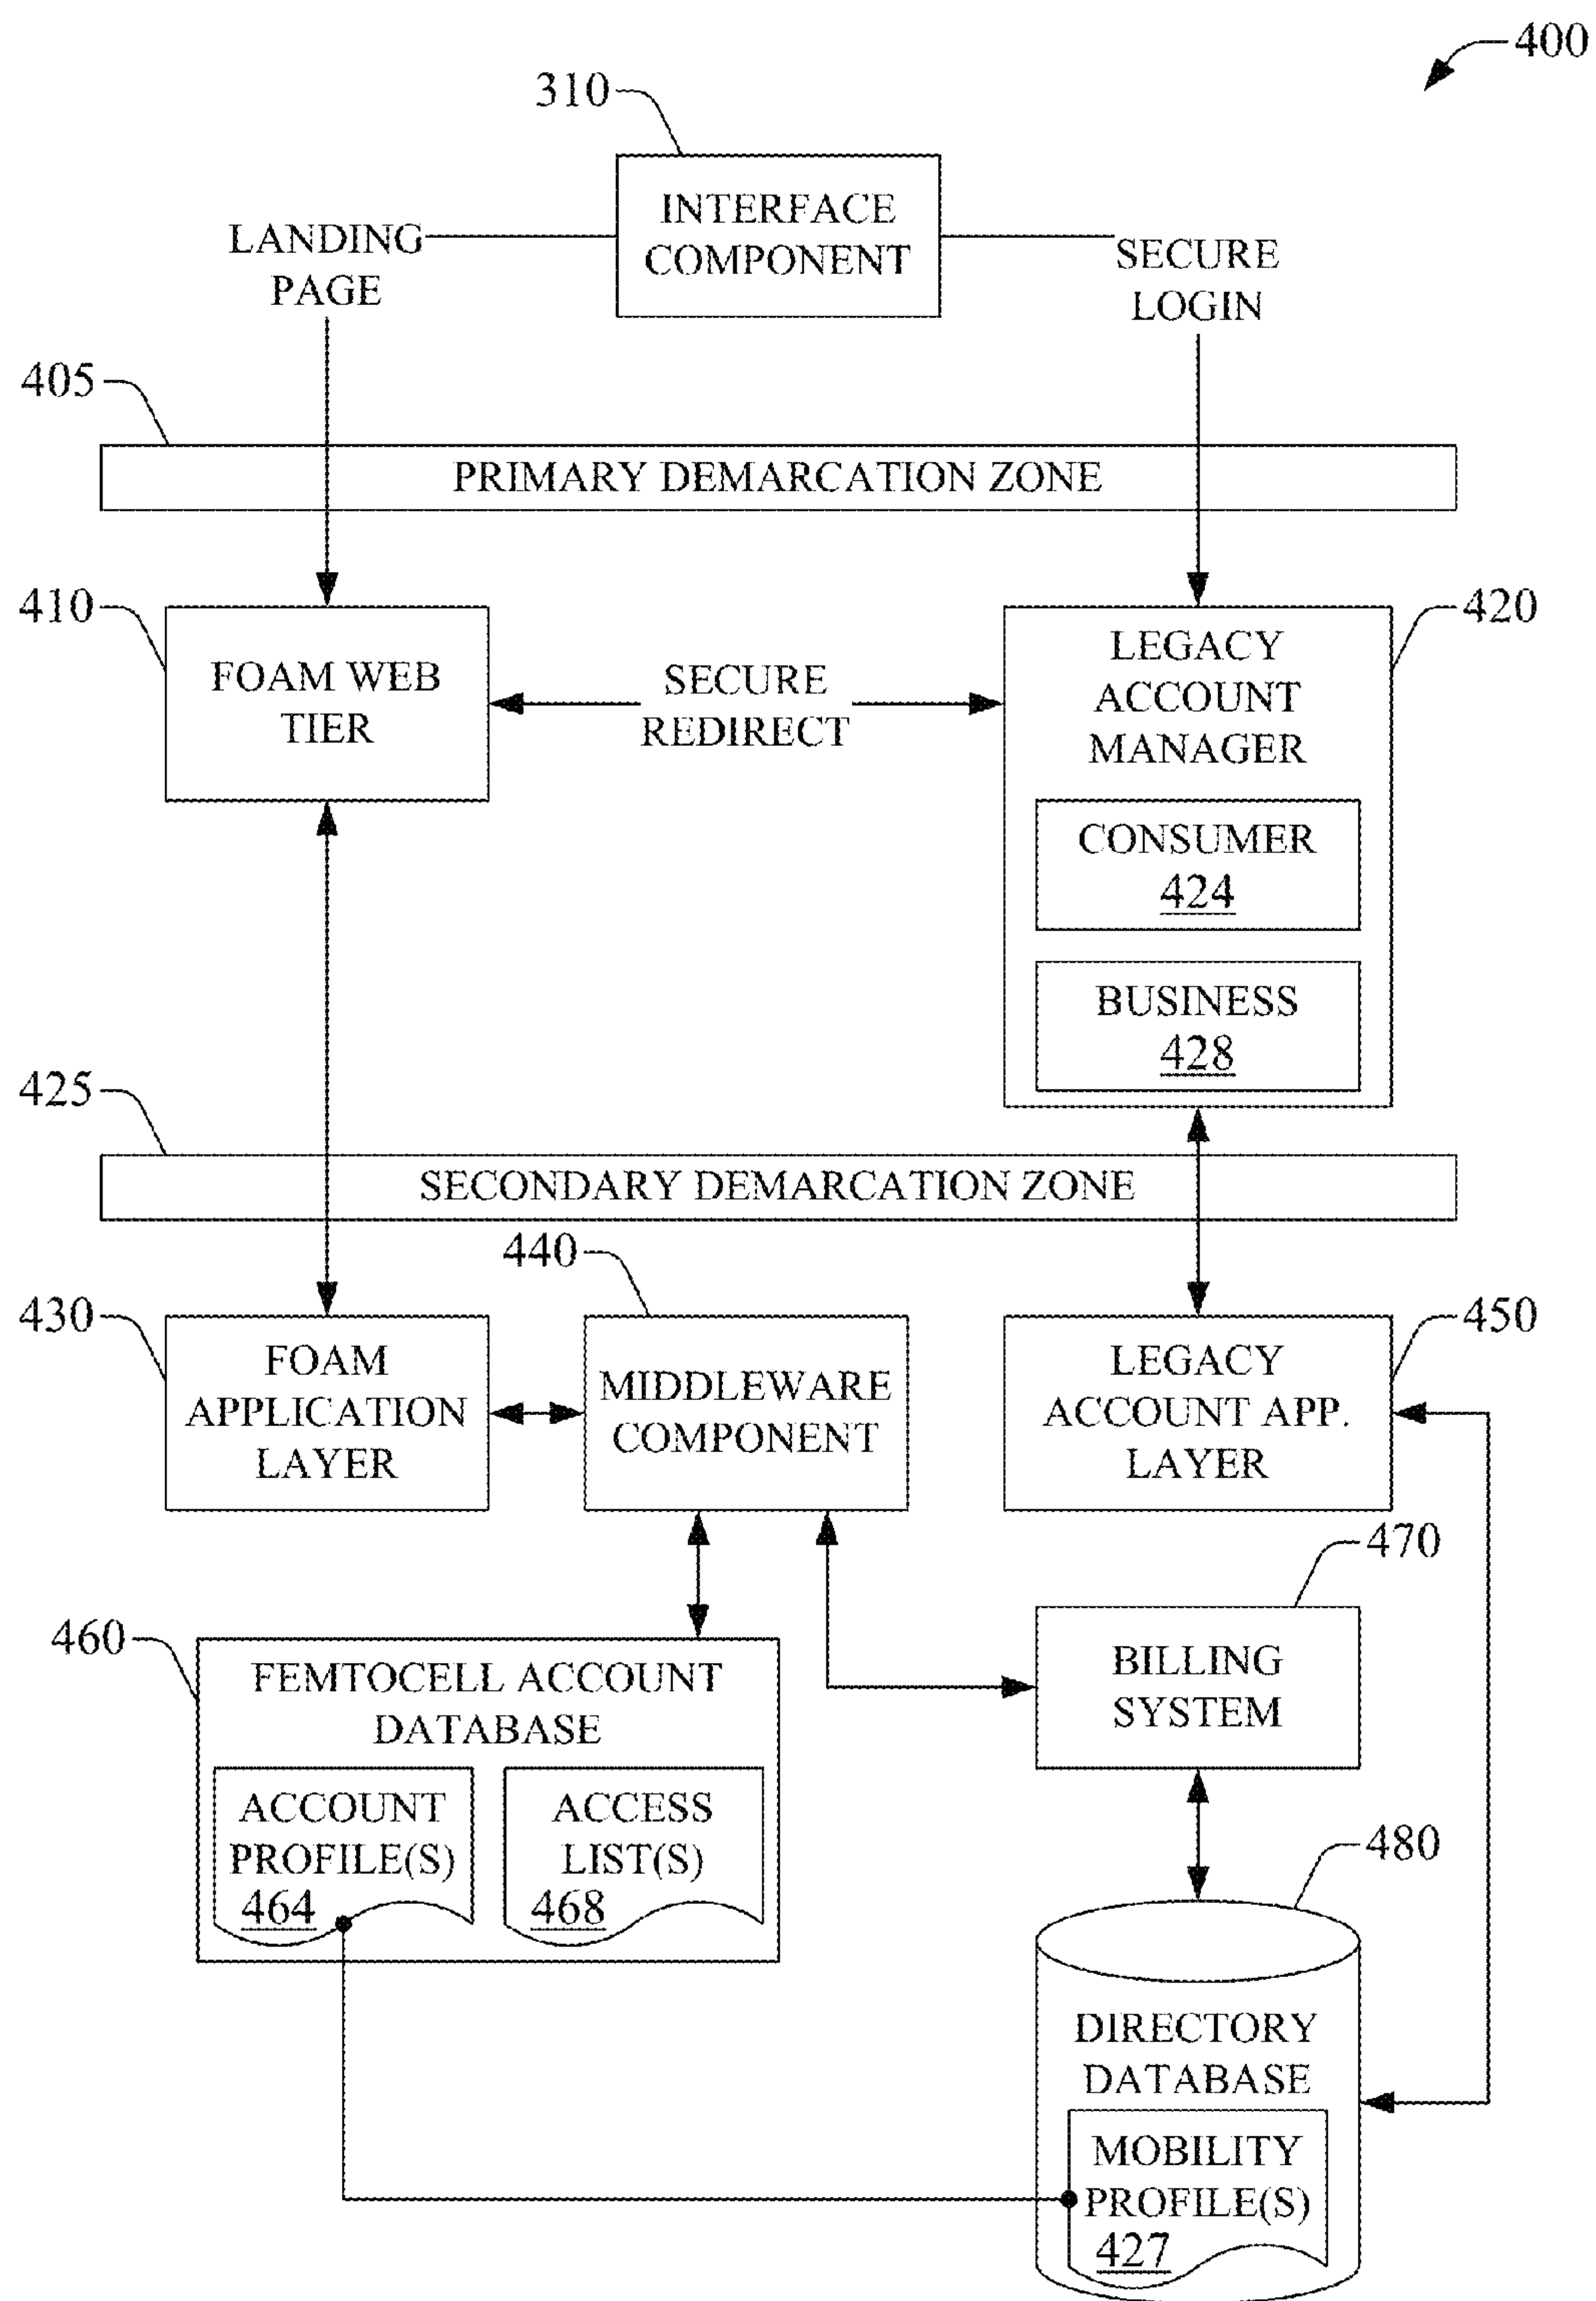 400
310
INTERFACE
COMPONENT
LANDING
PAGE
SECURE
LOGIN
405
PRIMARY DEMARCATION ZONE
410
FOAM WEB
TIER
SECURE
REDIRECT
420
LEGACY
ACCOUNT
MANAGER
CONSUMER
424
BUSINESS
428
425
SECONDARY DEMARCATION ZONE
430
FOAM
APPLICATION
LAYER
440
MIDDLEWARE
COMPONENT
450
LEGACY
ACCOUNT APP.
LAYER
460
FEMTOCELL ACCOUNT
DATABASE
ACCOUNT
PROFILE(S)
464
ACCESS
LIST(S)
468
470
BILLING
SYSTEM
480
DIRECTORY
DATABASE
MOBILITY
PROFILE(S)
427